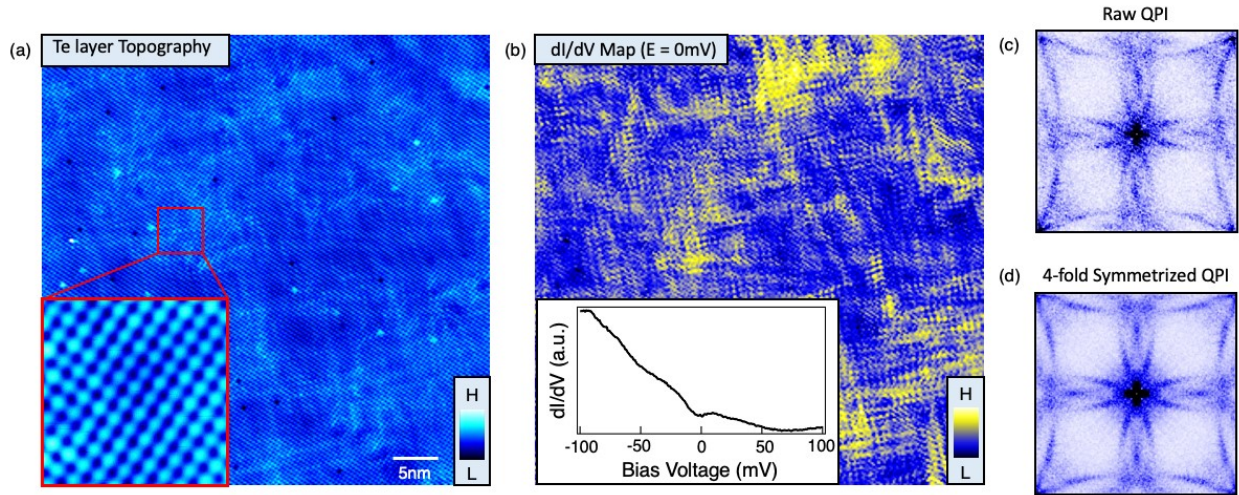 (a)
Te layer Topography
H
L
5nm
(b)
dI/dV Map (E = 0mV)
dI/dV (a.u.)
-100
-50
0
50
100
Bias Voltage (mV)
H
L
Raw QPI
(c)
(d)
4-fold Symmetrized QPI